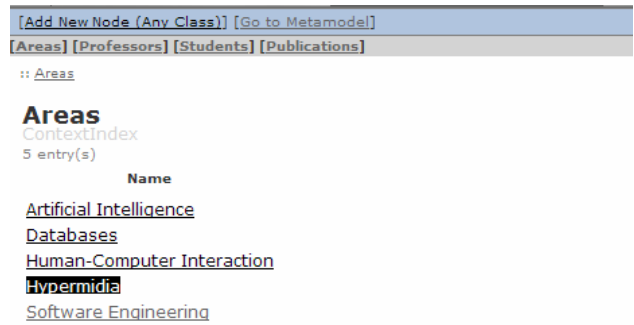 [Add New Node (Any Class)] [Go to Metamodel]
[Areas] [Professors] [Students] [Publications]
:: Areas
Areas
ContextIndex
5 entry(s)
Name
Artificial Intelligence
Databases
Human-Computer Interaction
Hypermidia
Software Engineering